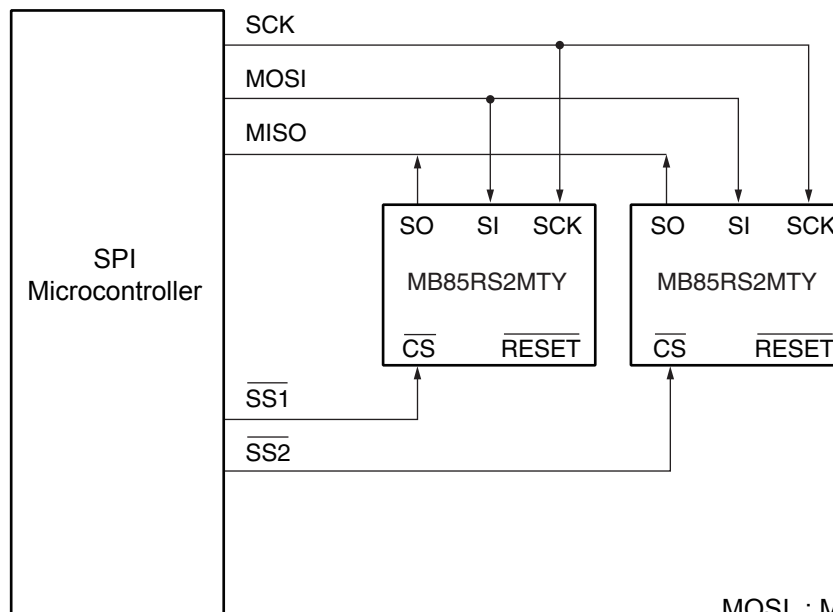 SCK
MOSI
MISO
SO SI SCK
SO SI SCK
SPI
Microcontroller
MB85RS2MTY
MB85RS2MTY
CS RESET
CS RESET
SS1
SS2
MOSI : M